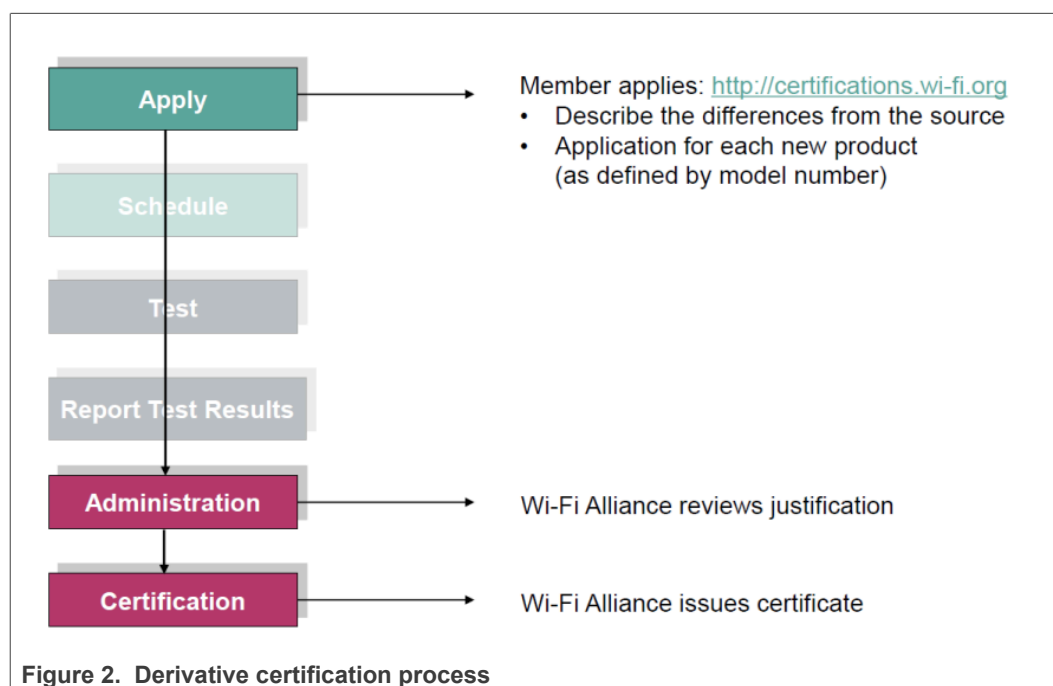 Apply
Member applies: http://certifications.wi-fi.org
• Describe the differences from the source
• Application for each new product
(as defined by model number)
Schedule
Test
Report Test Results
Administration
Wi-Fi Alliance reviews justification
Certification
Wi-Fi Alliance issues certificate
Figure 2. Derivative certification process